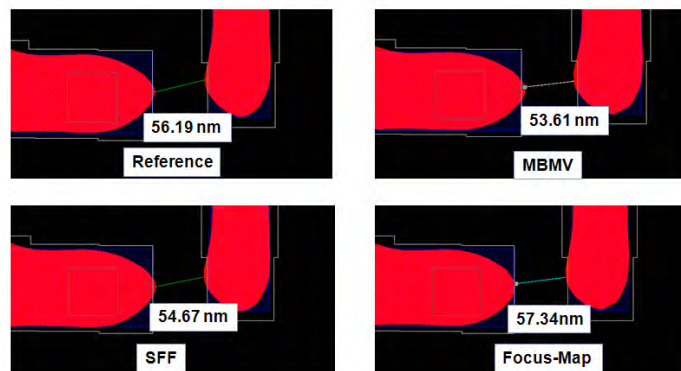 56.19 nm
Reference
53.61 nm
MBMV
54.67 nm
SFF
57.34nm
Focus-Map